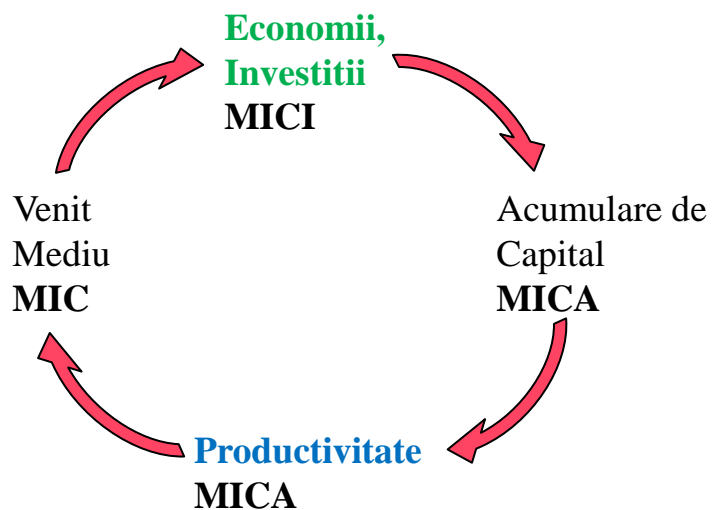 Economii,
Investitii
MICI
Venit
Mediu
MIC
Acumulare de
Capital
MICA
Productivitate
MICA